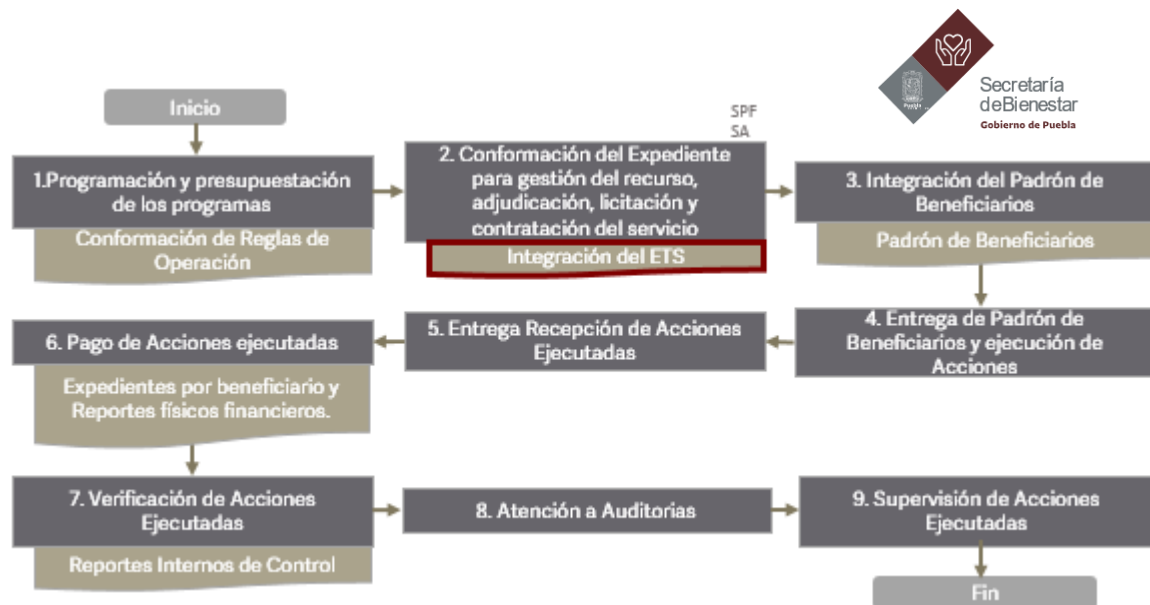 Secretaría
deBienestar
Gobierno de Puebla
Inicio
SPF
SA
1.Programación y presupuestación
de los programas
Conformación de Reglas de
Operación
2. Conformación del Expediente
para gestión del recurso,
adjudicación, licitación y
contratación del servicio
Integración del ETS
3. Integración del Padrón de
Beneficiarios
Padrón de Beneficiarios
4. Entrega de Padrón de
Beneficiarios y ejecución de
Acciones
5. Entrega Recepción de Acciones
Ejecutadas
6. Pago de Acciones ejecutadas
Expedientes por beneficiario y
Reportes físicos financieros.
7. Verificación de Acciones
Ejecutadas
Reportes Internos de Control
8. Atención a Auditorias
9. Supervisión de Acciones
Ejecutadas
Fin